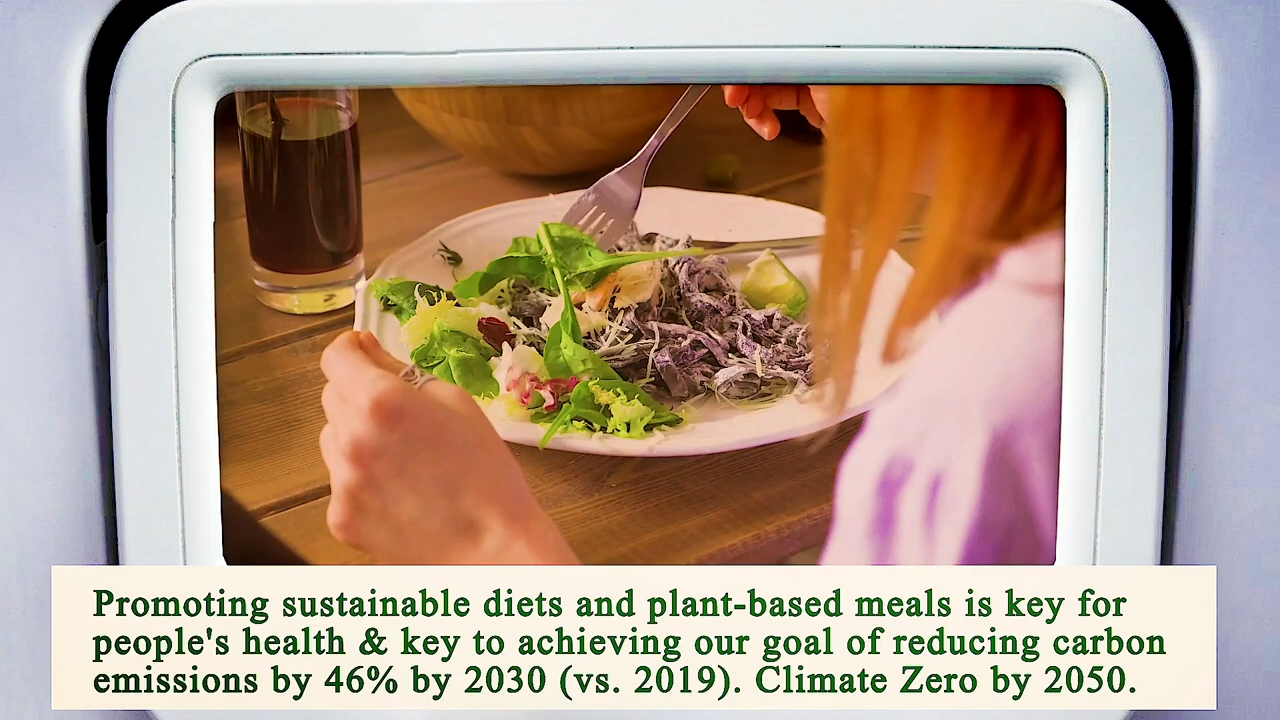 Promoting sustainable diets and plant-based meals is key for
people's health & key to achieving our goal of reducing carbon
emissions by 46% by 2030 (vs. 2019). Climate Zero by 2050.